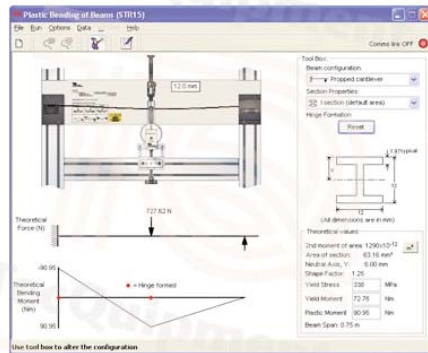 Plastic Bending of Beams (STR15)
File Run Options Data ... Help
Comms link OFF
12.0 mm
727.62 N
Theoretical
Force (N)
-90.95
Theoretical
Bending
Moment
(Nm)
= Hinge formed
90.95
Use tool box to alter the configuration
Tool Box:
Beam configuration
Propped cantilever
Section Properties:
I section (default area)
Hinge Formation
Reset
typical
Y
12
12
(All dimensions are in mm)
Theoretical values:
2nd moment of area: 1290x10-12 m4
Area of section: 63.16 mm²
Neutral Axis, Y: 6.00 mm
Shape Factor: 1.25
Yield Stress MPa
Yield Moment 72.76 Nm
Plastic Moment 90.95 Nm
Beam Span: 0.75 m